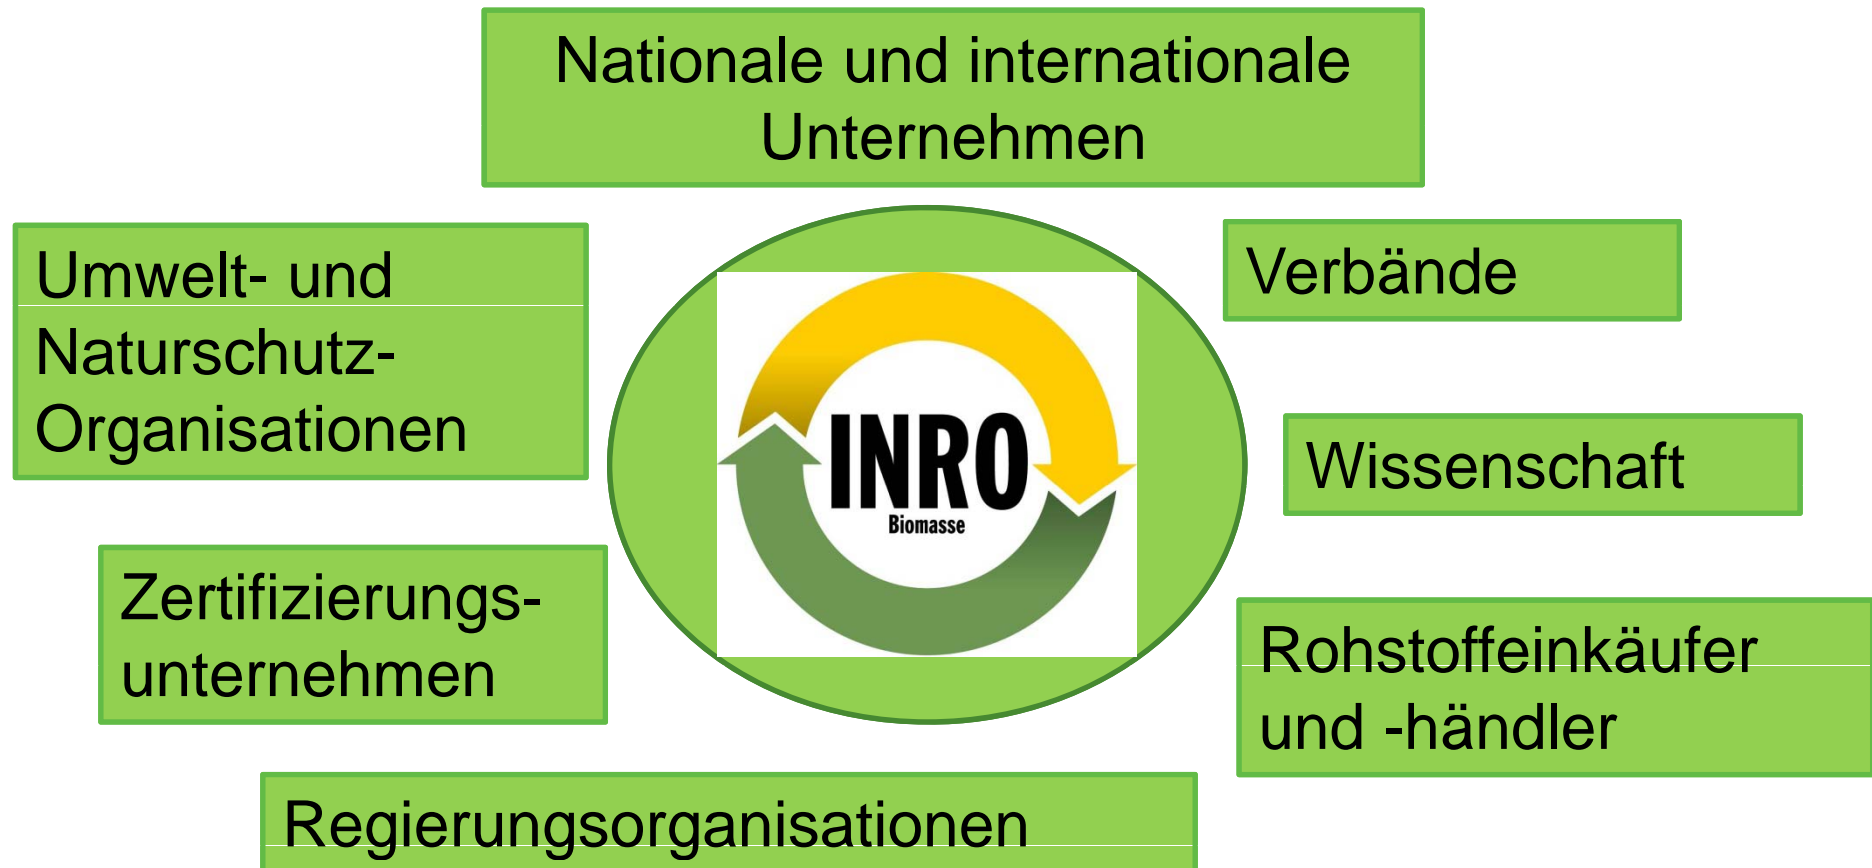 Nationale und internationale
Unternehmen
Umwelt- und
Naturschutz-
Organisationen
Verbände
INRO
Biomasse
Wissenschaft
Zertifizierungs-
unternehmen
Rohstoffeinkäufer
und -händler
Regierungsorganisationen